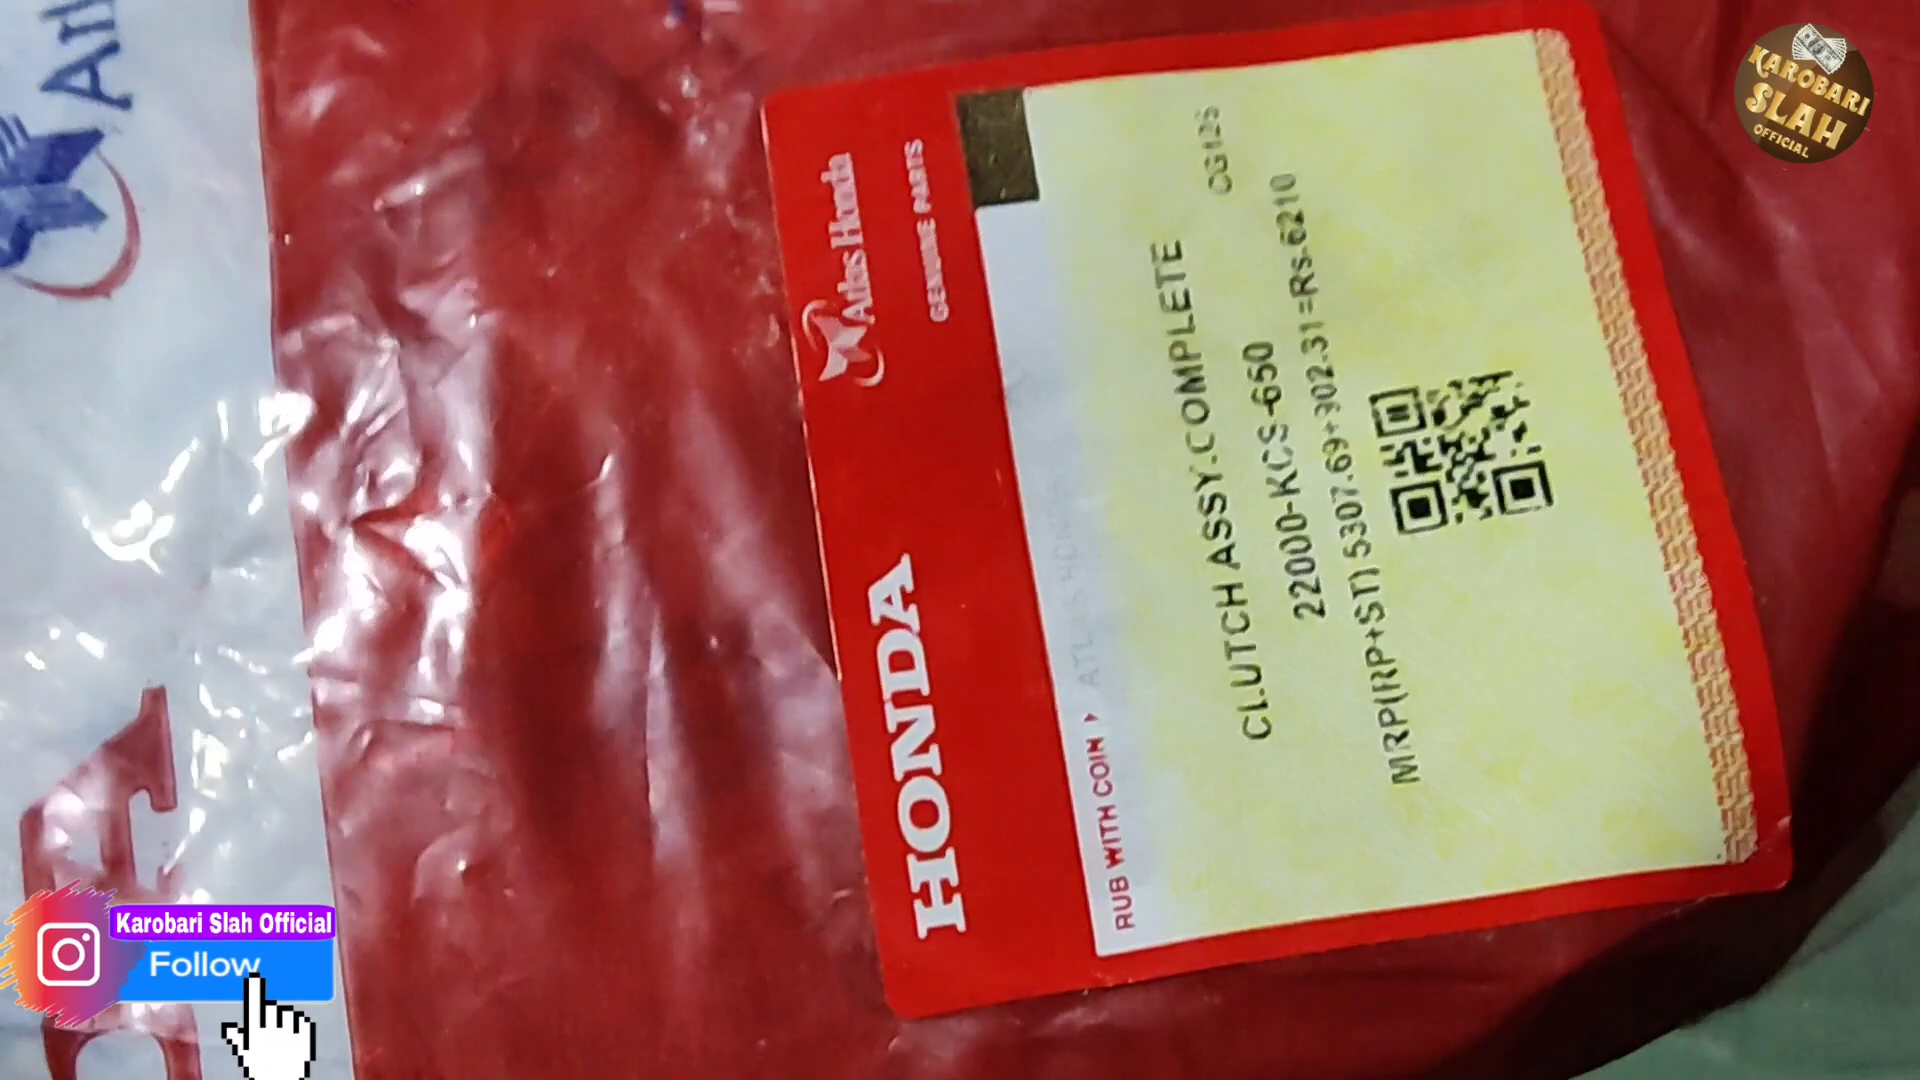 HONDA
Atlas Honda
GENUINE PARTS
RUB WITH COIN
CLUTCH ASSY.COMPLETE CG125
22000-KCS-650
MRP(RP+ST) 5307.69+902.31=Rs.6210
KAROBARI
SLAH
OFFICIAL
Karobari Slah Official
Follow